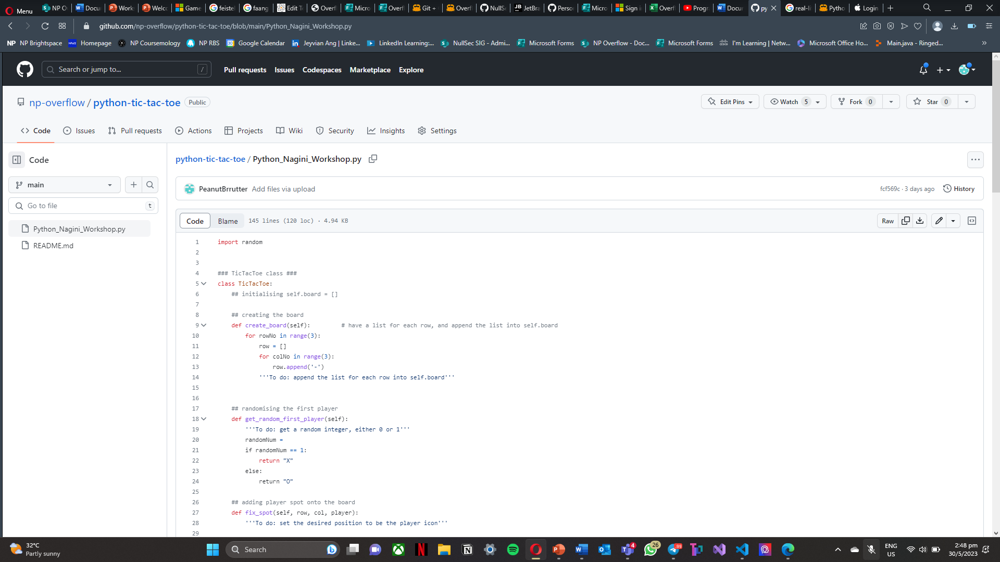 Menu
NP O
Docu
Works
Welco
Game
feistel
faang
Edit T
Overf
Micro
Overf
Git +
Overfl
NullSe
JetBra
Perso
Micro
Sign i
Overf
Progr
Docu
py
real-li
Pytho
Login
github.com/np-overflow/python-tic-tac-toe/blob/main/Python_Nagini_Workshop.py
NP Brightspace
Homepage
NP Coursemology
NP RBS
Google Calendar
Jeyvian Ang | Linke...
LinkedIn Learning:...
NullSec SIG - Admi...
Microsoft Forms
NP Overflow - Doc...
Microsoft Forms
I'm Learning | Netw...
Microsoft Office Ho...
Main.java - Ringed...
Search or jump to... /
Pull requests Issues Codespaces Marketplace Explore
np-overflow / python-tic-tac-toe Public
Edit Pins Watch 5 Fork 0 Star 0
Code Issues Pull requests Actions Projects Wiki Security Insights Settings
Code
main
Go to file t
Python_Nagini_Workshop.py
README.md
python-tic-tac-toe / Python_Nagini_Workshop.py
PeanutBrrutter Add files via upload fcf569c · 3 days ago History
Code Blame 145 lines (120 loc) · 4.94 KB Raw
1 import random
2
3
4 ### TicTacToe class ###
5 class TicTacToe:
6 ## initialising self.board = []
7
8 ## creating the board
9 def create_board(self): # have a list for each row, and append the list into self.board
10 for rowNo in range(3):
11 row = []
12 for colNo in range(3):
13 row.append('-')
14 '''To do: append the list for each row into self.board'''
15
16
17 ## randomising the first player
18 def get_random_first_player(self):
19 '''To do: get a random integer, either 0 or 1'''
20 randomNum =
21 if randomNum == 1:
22 return "X"
23 else:
24 return "O"
25
26 ## adding player spot onto the board
27 def fix_spot(self, row, col, player):
28 '''To do: set the desired position to be the player icon'''
29
32°C
Partly sunny
Search
4
26
99
ENG
US
2:48 pm
30/5/2023